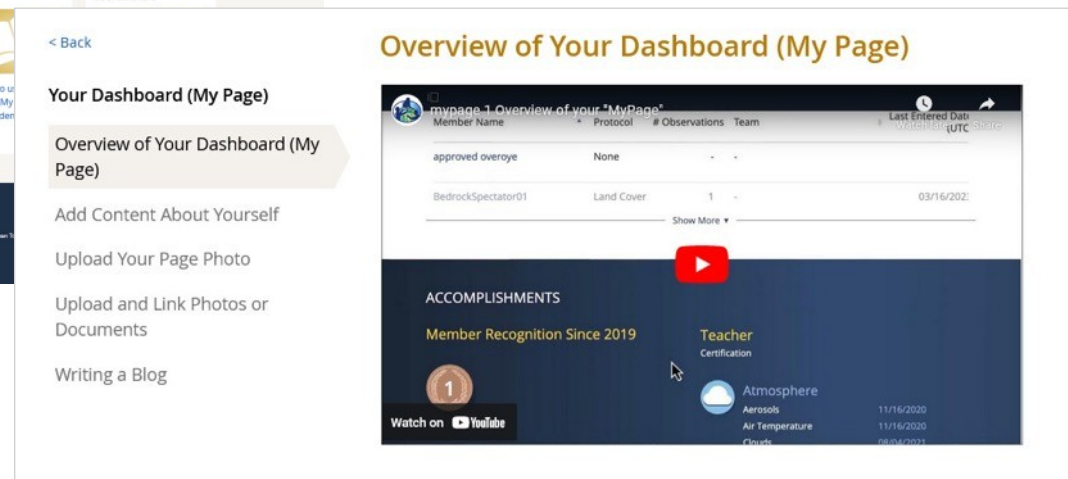 < Back
Your Dashboard (My Page)
Overview of Your Dashboard (My
Page)
Add Content About Yourself
Upload Your Page Photo
Upload and Link Photos or
Documents
Writing a Blog
Overview of Your Dashboard (My Page)
mypage 1 Overview of your "MyPage"
Member Name Protocol # Observations Team Last Entered Date
(UTC
Watch later Share
approved overoye None - -
BedrockSpectator01 Land Cover 1 - 03/16/202
Show More ▾
ACCOMPLISHMENTS
Member Recognition Since 2019
1
Teacher
Certification
Atmosphere
Aerosols 11/16/2020
Air Temperature 11/16/2020
Clouds 08/04/2021
Watch on YouTube